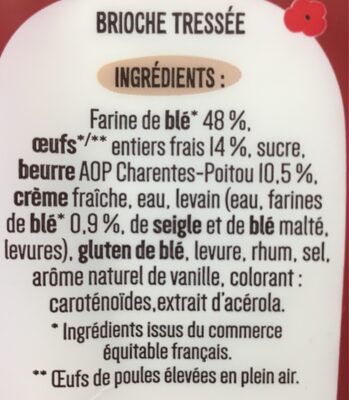 BRIOCHE TRESSÉE
INGRÉDIENTS :
Farine de blé* 48 %,
œufs*/** entiers frais 14 %, sucre,
beurre AOP Charentes-Poitou 10,5 %,
crème fraîche, eau, levain (eau, farines
de blé* 0,9 %, de seigle et de blé malté,
levures), gluten de blé, levure, rhum, sel,
arôme naturel de vanille, colorant :
caroténoïdes,extrait d'acérola.
* Ingrédients issus du commerce
équitable français.
** Œufs de poules élevées en plein air.